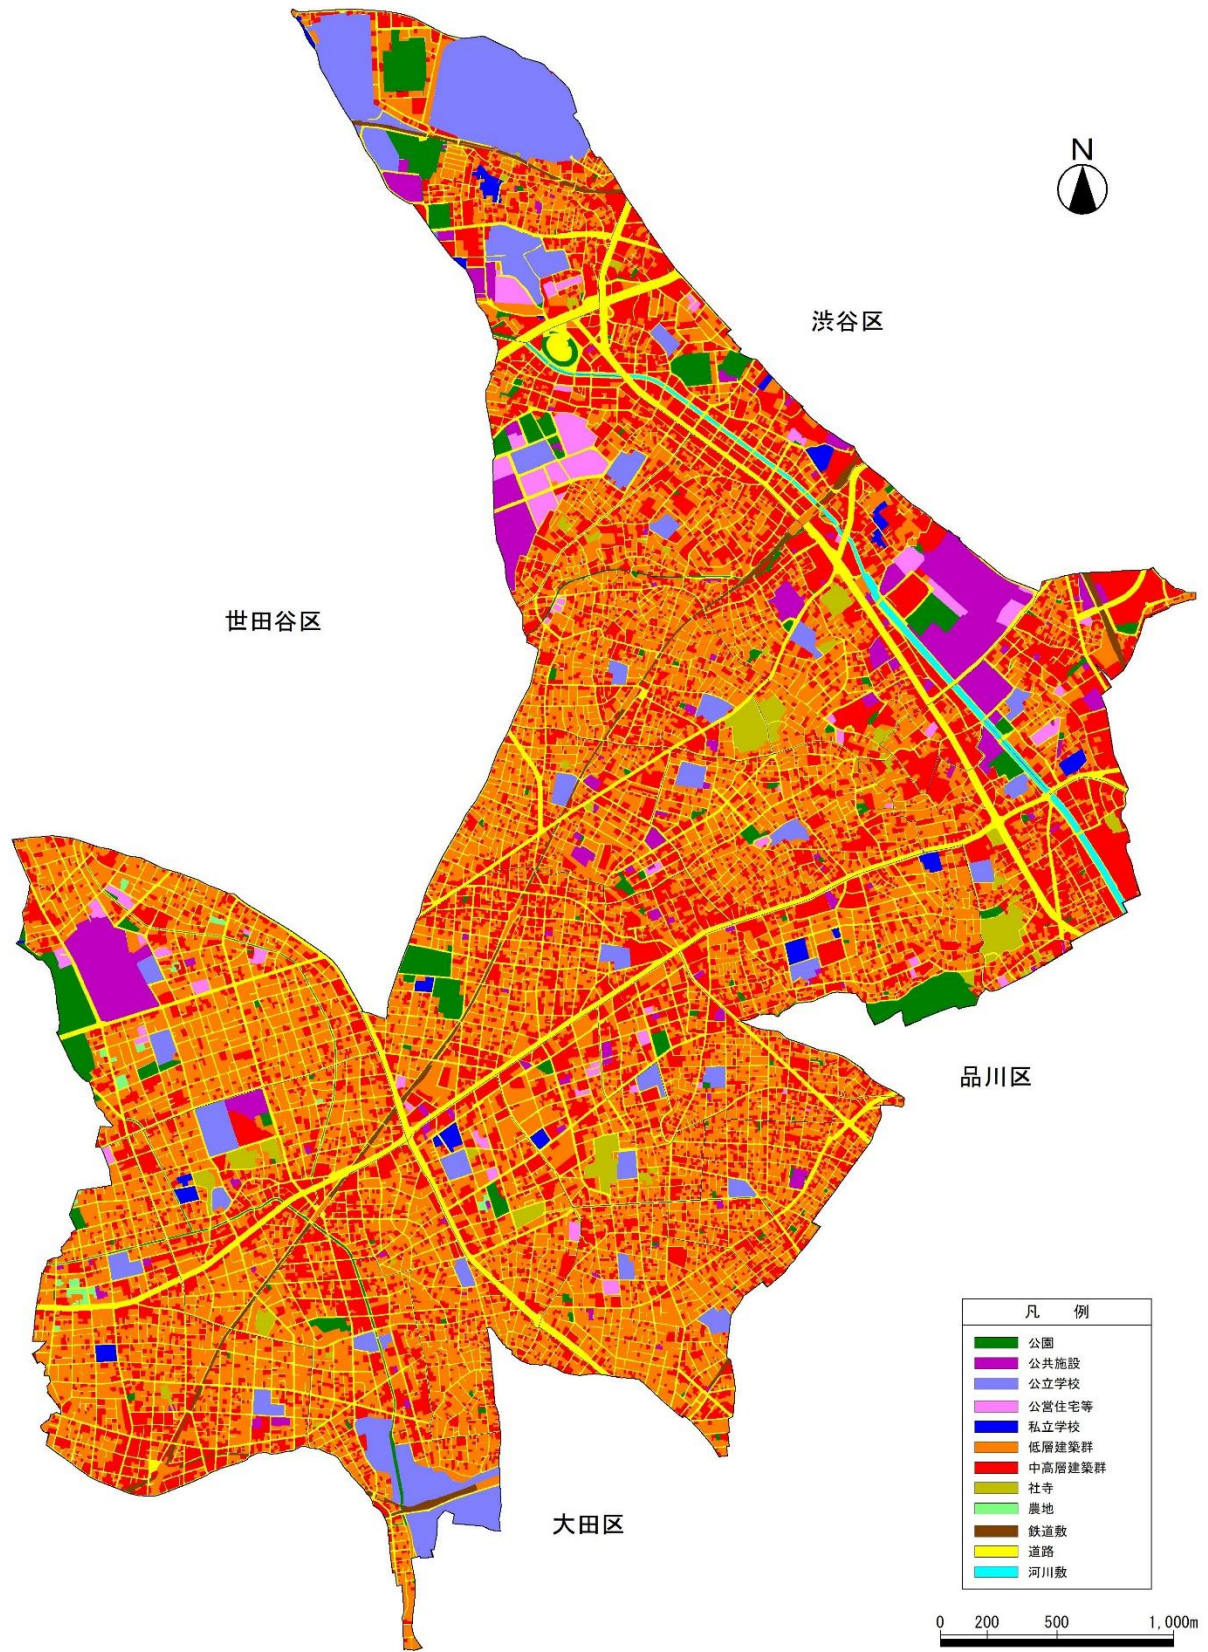 N
渋谷区
世田谷区
品川区
大田区
凡 例
公園
公共施設
公立学校
公営住宅等
私立学校
低層建築群
中高層建築群
社寺
農地
鉄道敷
道路
河川敷
0 200 500 1,000m